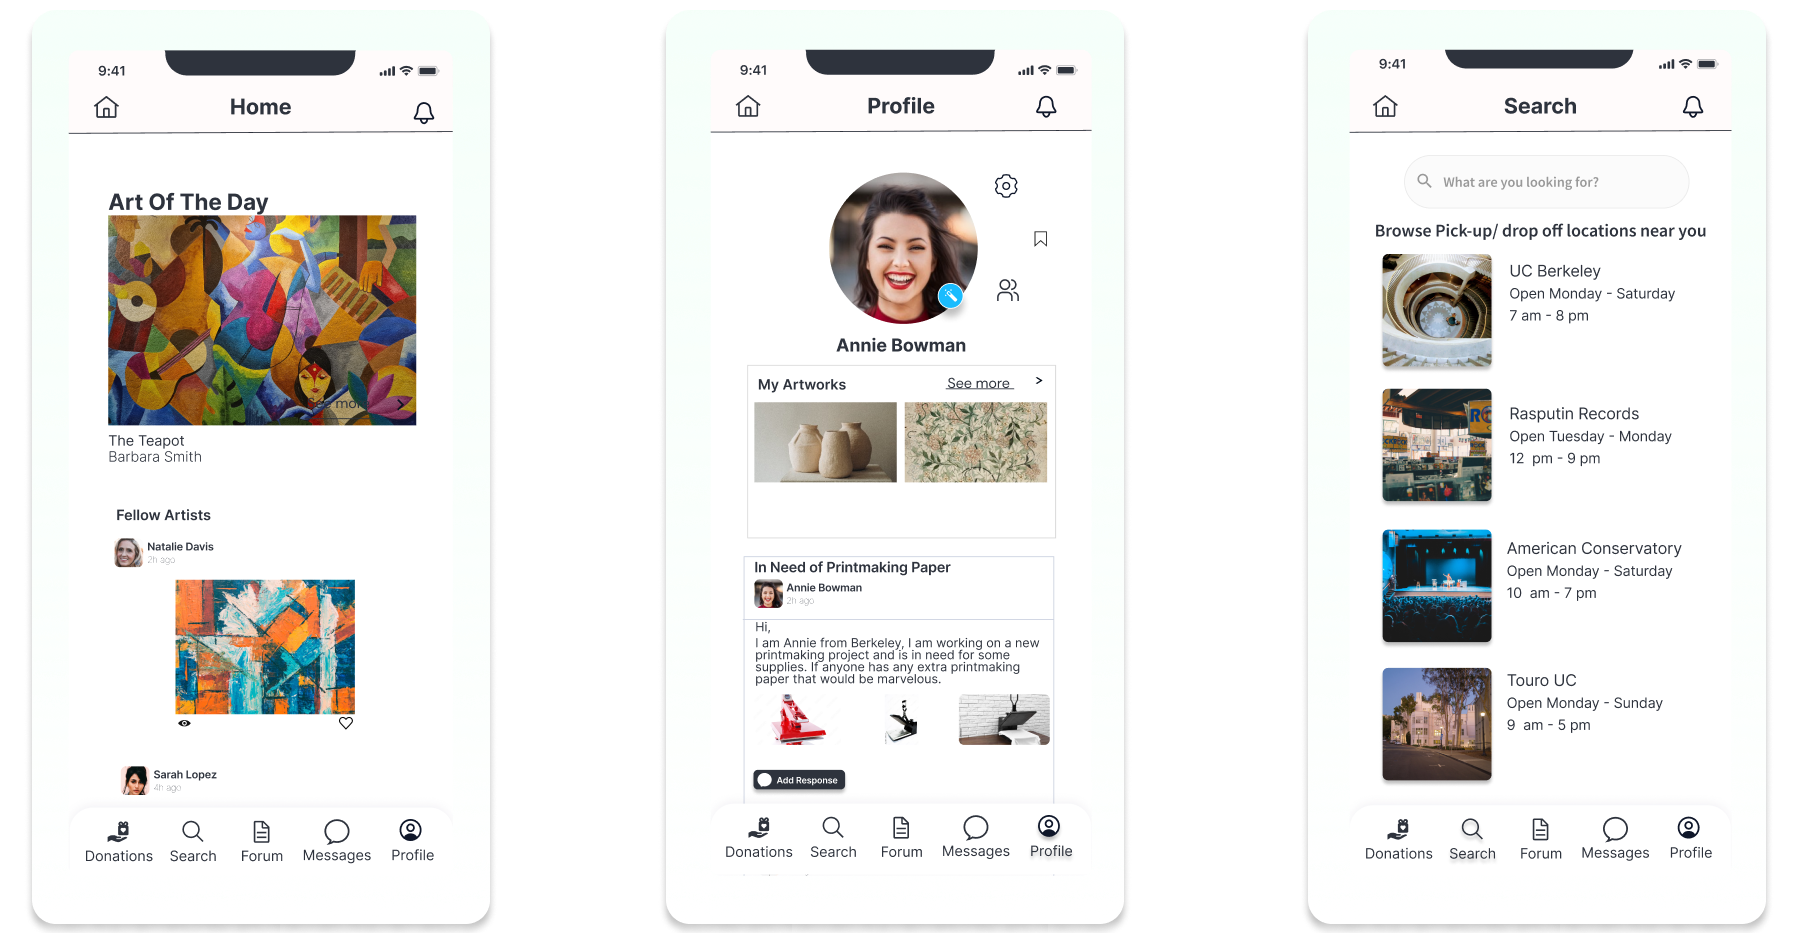 9:41
Home
Art Of The Day
See more
The Teapot
Barbara Smith
Fellow Artists
Natalie Davis
2h ago
Sarah Lopez
4h ago
Donations Search Forum Messages Profile
9:41
Profile
Annie Bowman
My Artworks See more >
In Need of Printmaking Paper
Annie Bowman
2h ago
Hi,
I am Annie from Berkeley, I am working on a new
printmaking project and is in need for some
supplies. If anyone has any extra printmaking
paper that would be marvelous.
Add Response
Donations Search Forum Messages Profile
9:41
Search
What are you looking for?
Browse Pick-up/ drop off locations near you
UC Berkeley
Open Monday - Saturday
7 am - 8 pm
Rasputin Records
Open Tuesday - Monday
12 pm - 9 pm
American Conservatory
Open Monday - Saturday
10 am - 7 pm
Touro UC
Open Monday - Sunday
9 am - 5 pm
Donations Search Forum Messages Profile